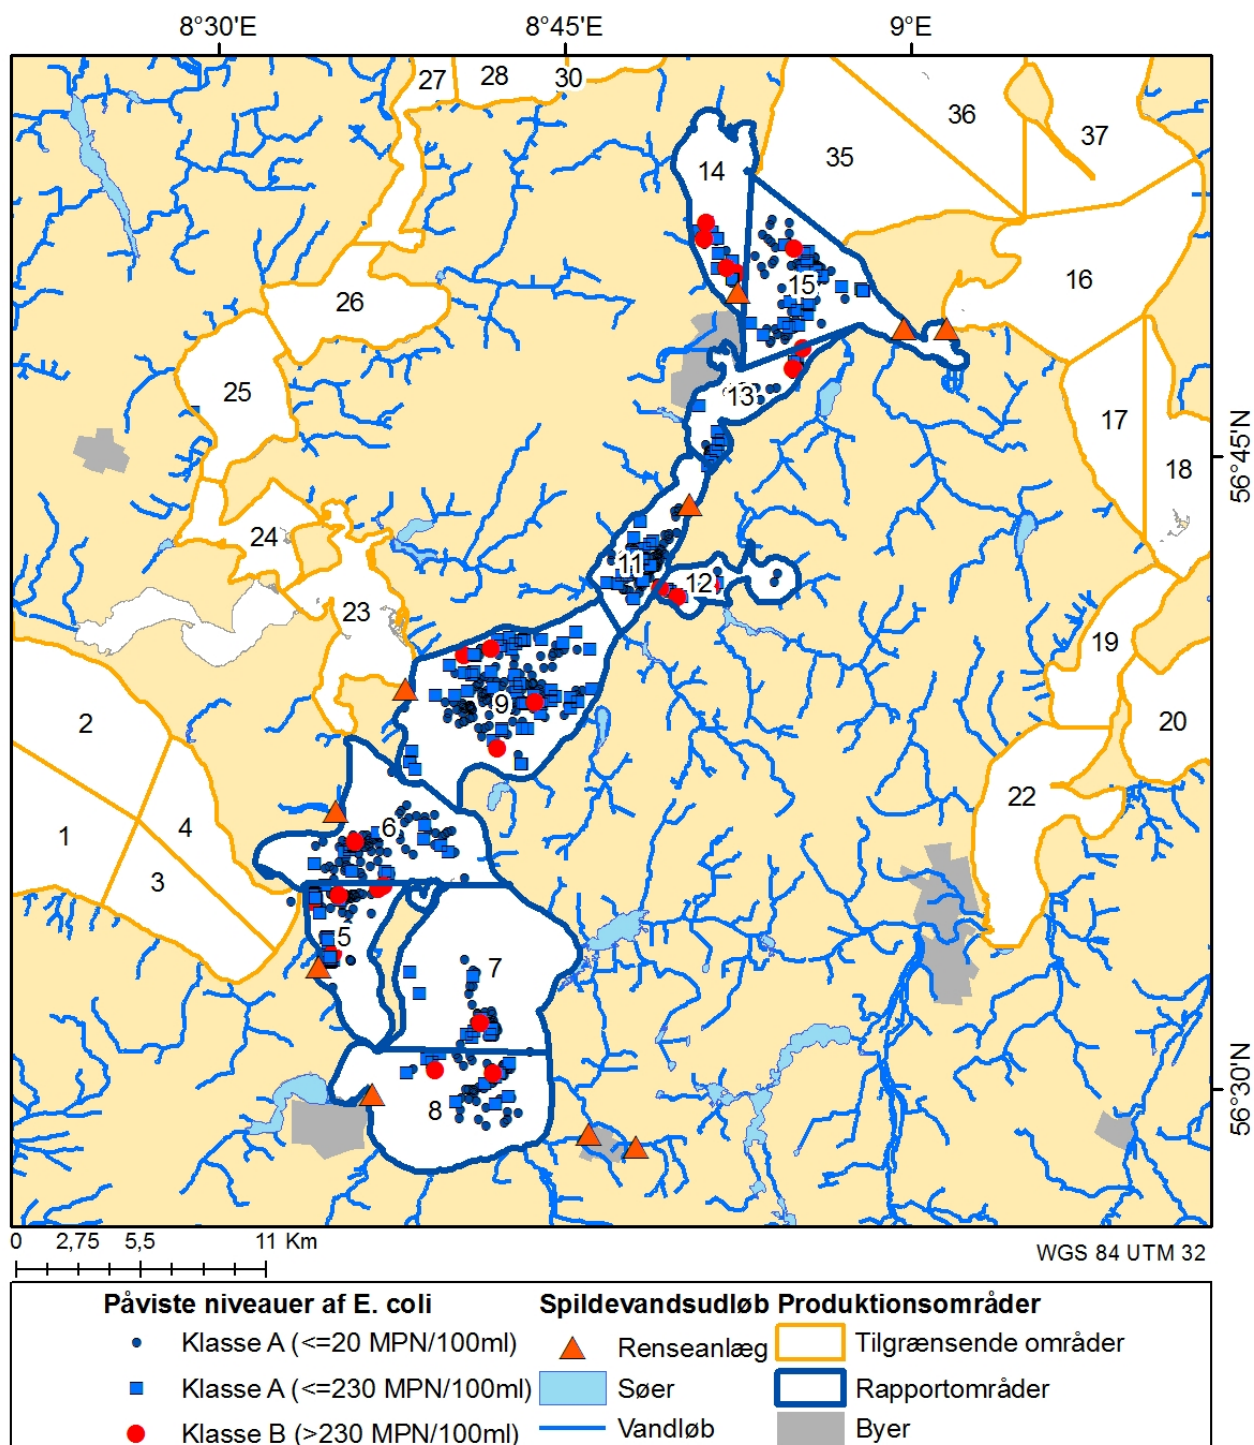 8°30'E 8°45'E 9°E
27 28 30
36
37
35
14
16
15
26
25
13
17
18
24
11
12
23
19
2
9
20
22
1
4
6
3
5
7
8
56°45'N
56°30'N
0 2,75 5,5 11 Km
WGS 84 UTM 32
Påviste niveauer af E. coli
Klasse A (<=20 MPN/100ml)
Klasse A (<=230 MPN/100ml)
Klasse B (>230 MPN/100ml)
Spildevandsudløb
Renseanlæg
Søer
Vandløb
Produktionsområder
Tilgrænsende områder
Rapportområder
Byer